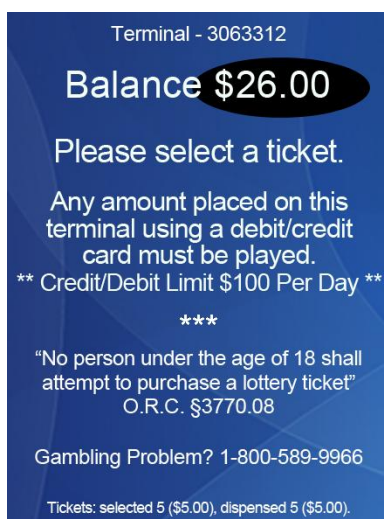 Terminal - 3063312
Balance $26.00
Please select a ticket.
Any amount placed on this
terminal using a debit/credit
card must be played.
** Credit/Debit Limit $100 Per Day **
***
“No person under the age of 18 shall
attempt to purchase a lottery ticket”
O.R.C. §3770.08
Gambling Problem? 1-800-589-9966
Tickets: selected 5 ($5.00), dispensed 5 ($5.00).